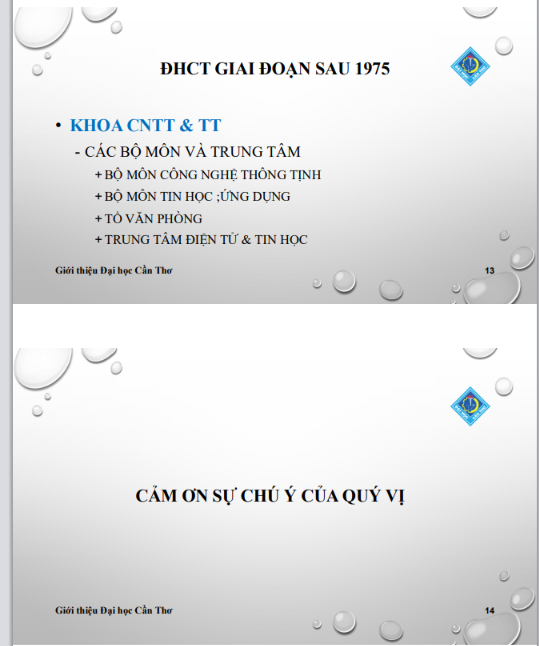 ĐHCT GIAI ĐOẠN SAU 1975
• KHOA CNTT & TT
- CÁC BỘ MÔN VÀ TRUNG TÂM
+ BỘ MÔN CÔNG NGHỆ THÔNG TỊNH
+ BỘ MÔN TIN HỌC ;ỨNG DỤNG
+ TỔ VĂN PHÒNG
+ TRUNG TÂM ĐIỆN TỬ & TIN HỌC
Giới thiệu Đại học Cần Thơ 13
CẢM ƠN SỰ CHÚ Ý CỦA QUÝ VỊ
Giới thiệu Đại học Cần Thơ 14